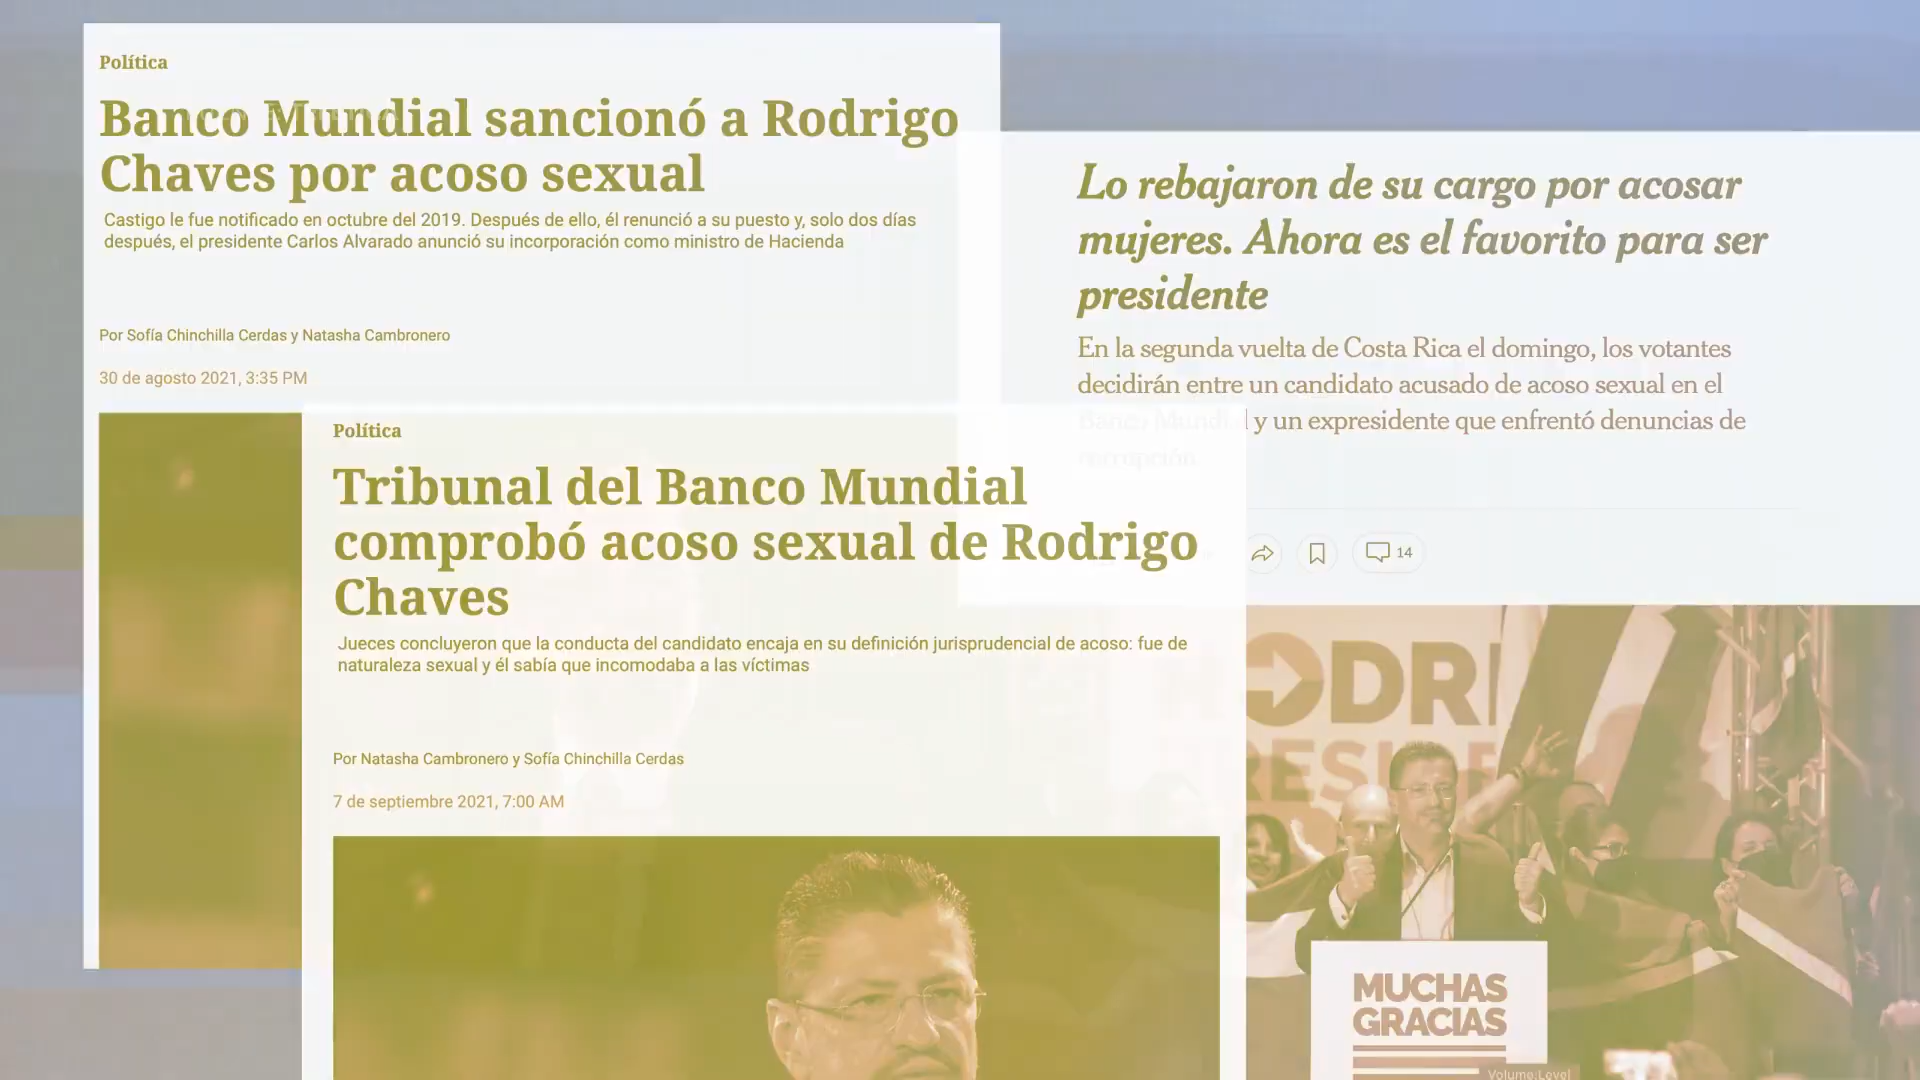 Política
Banco Mundial sancionó a Rodrigo
Chaves por acoso sexual
Castigo le fue notificado en octubre del 2019. Después de ello, él renunció a su puesto y, solo dos días
después, el presidente Carlos Alvarado anunció su incorporación como ministro de Hacienda
Por Sofía Chinchilla Cerdas y Natasha Cambronero
30 de agosto 2021, 3:35 PM
Lo rebajaron de su cargo por acosar
mujeres. Ahora es el favorito para ser
presidente
En la segunda vuelta de Costa Rica el domingo, los votantes
decidirán entre un candidato acusado de acoso sexual en el
Banco Mundial y un expresidente que enfrentó denuncias de
corrupción.
14
Política
Tribunal del Banco Mundial
comprobó acoso sexual de Rodrigo
Chaves
Jueces concluyeron que la conducta del candidato encaja en su definición jurisprudencial de acoso: fue de
naturaleza sexual y él sabía que incomodaba a las víctimas
Por Natasha Cambronero y Sofía Chinchilla Cerdas
7 de septiembre 2021, 7:00 AM
ODRI
RESI
MUCHAS
GRACIAS
Volume:Level